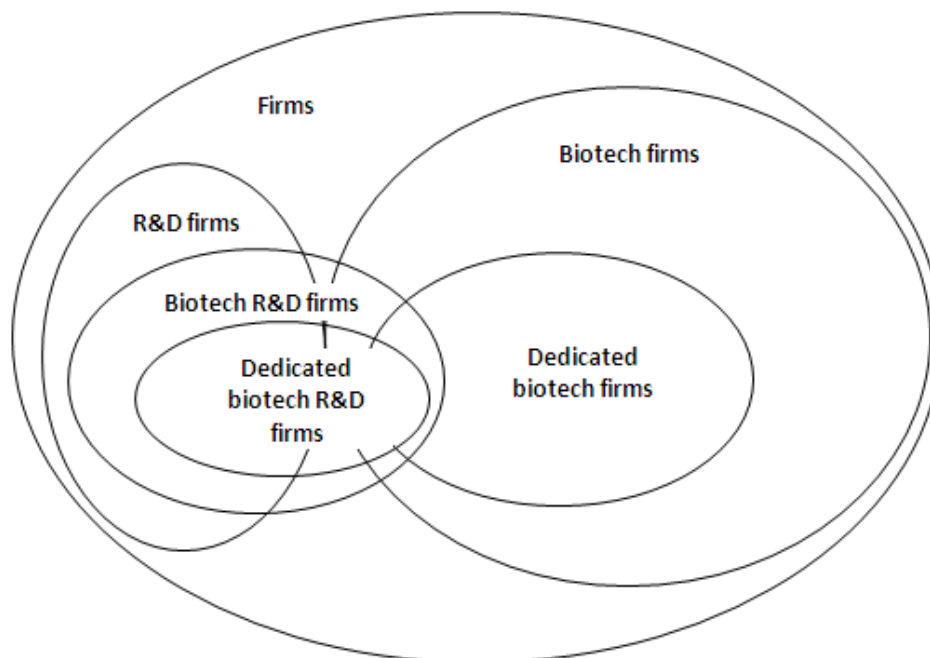 Firms
Biotech firms
R&D firms
Biotech R&D firms
Dedicated
biotech R&D
firms
Dedicated
biotech firms